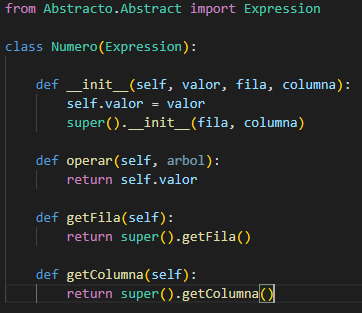 from Abstracto.Abstract import Expression
class Numero(Expression):
def __init__(self, valor, fila, columna):
self.valor = valor
super().__init__(fila, columna)
def operar(self, arbol):
return self.valor
def getFila(self):
return super().getFila()
def getColumna(self):
return super().getColumna()